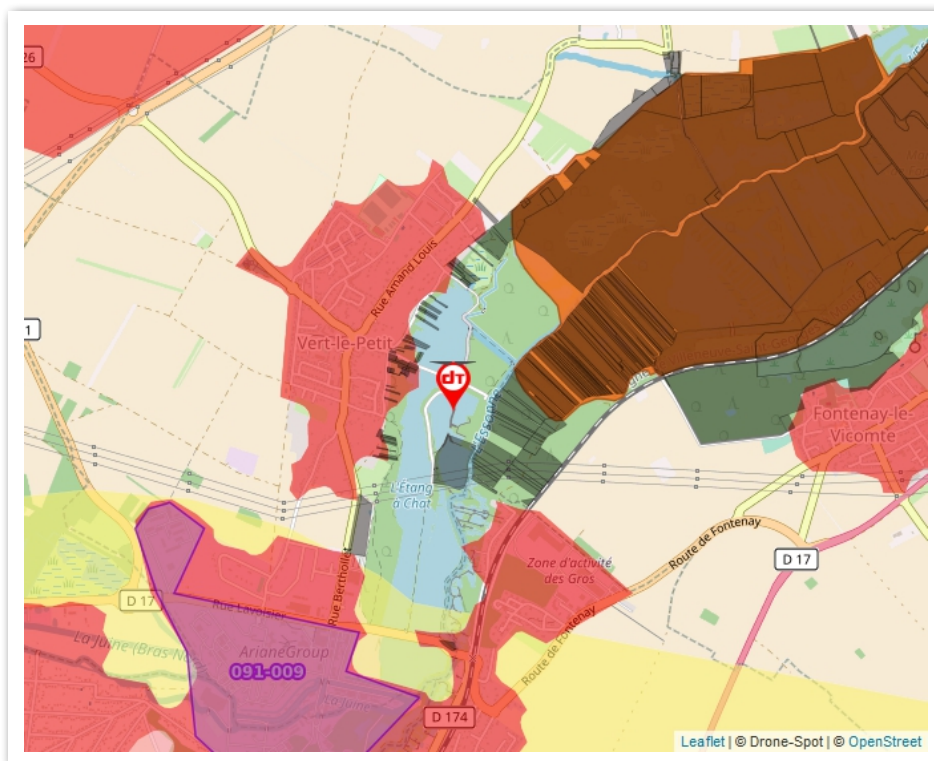 26
Rue Amand Louis
Vert-le-Petit
1
dT
l'Essonne
Fontenay-le-
Vicomte
L'Étang
à Chat
Route de Fontenay
D 17
Zone d'activité
des Gros
D 17
Rue Lavoisier
Rue Berthollet
Route de Fontenay
La Juine (Bras
ArianeGroup
091-009
La Juine
D 174
Leaflet | © Drone-Spot | © OpenStreet